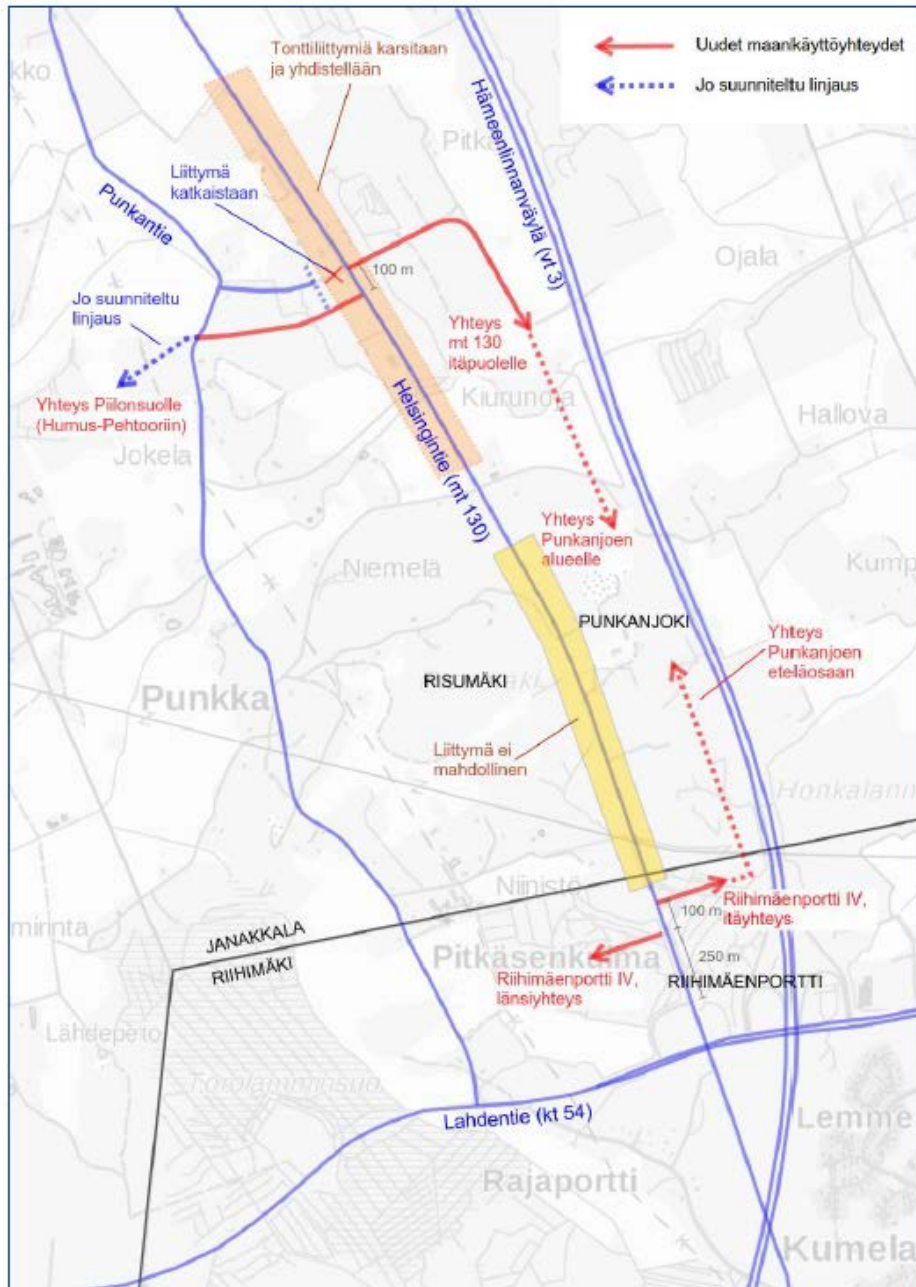 Uudet maankäyttöyhteydet
Jo suunniteltu linjaus
Tonttiliittymiä karsitaan
ja yhdistellään
Hämeenlinnanväylä (vt 3)
Liittymä
katkaistaan
Punkantie
100 m
Ojala
Jo suunniteltu
linjaus
Yhteys
mt 130
itäpuolelle
Yhteys Piilonsuolle
(Humus-Pehtooriin)
Kiurunoja
Hallova
Jokela
Helsingintie (mt 130)
Yhteys
Punkanjoen
alueelle
Niemelä
PUNKANJOKI
Yhteys
Punkanjoen
eteläosaan
RISUMÄKI
Punkka
Liittymä ei
mahdollinen
Niinistö
Riihimäenportti IV,
itäyhteys
100 m
JANAKKALA
RIIHIMÄKI
Pitkäsenkulma
250 m
Riihimäenportti IV,
länsiyhteys
RIIHIMÄENPORTTI
Lähdepelto
Lahdentie (kt 54)
Lemme
Rajaportti
Kumela